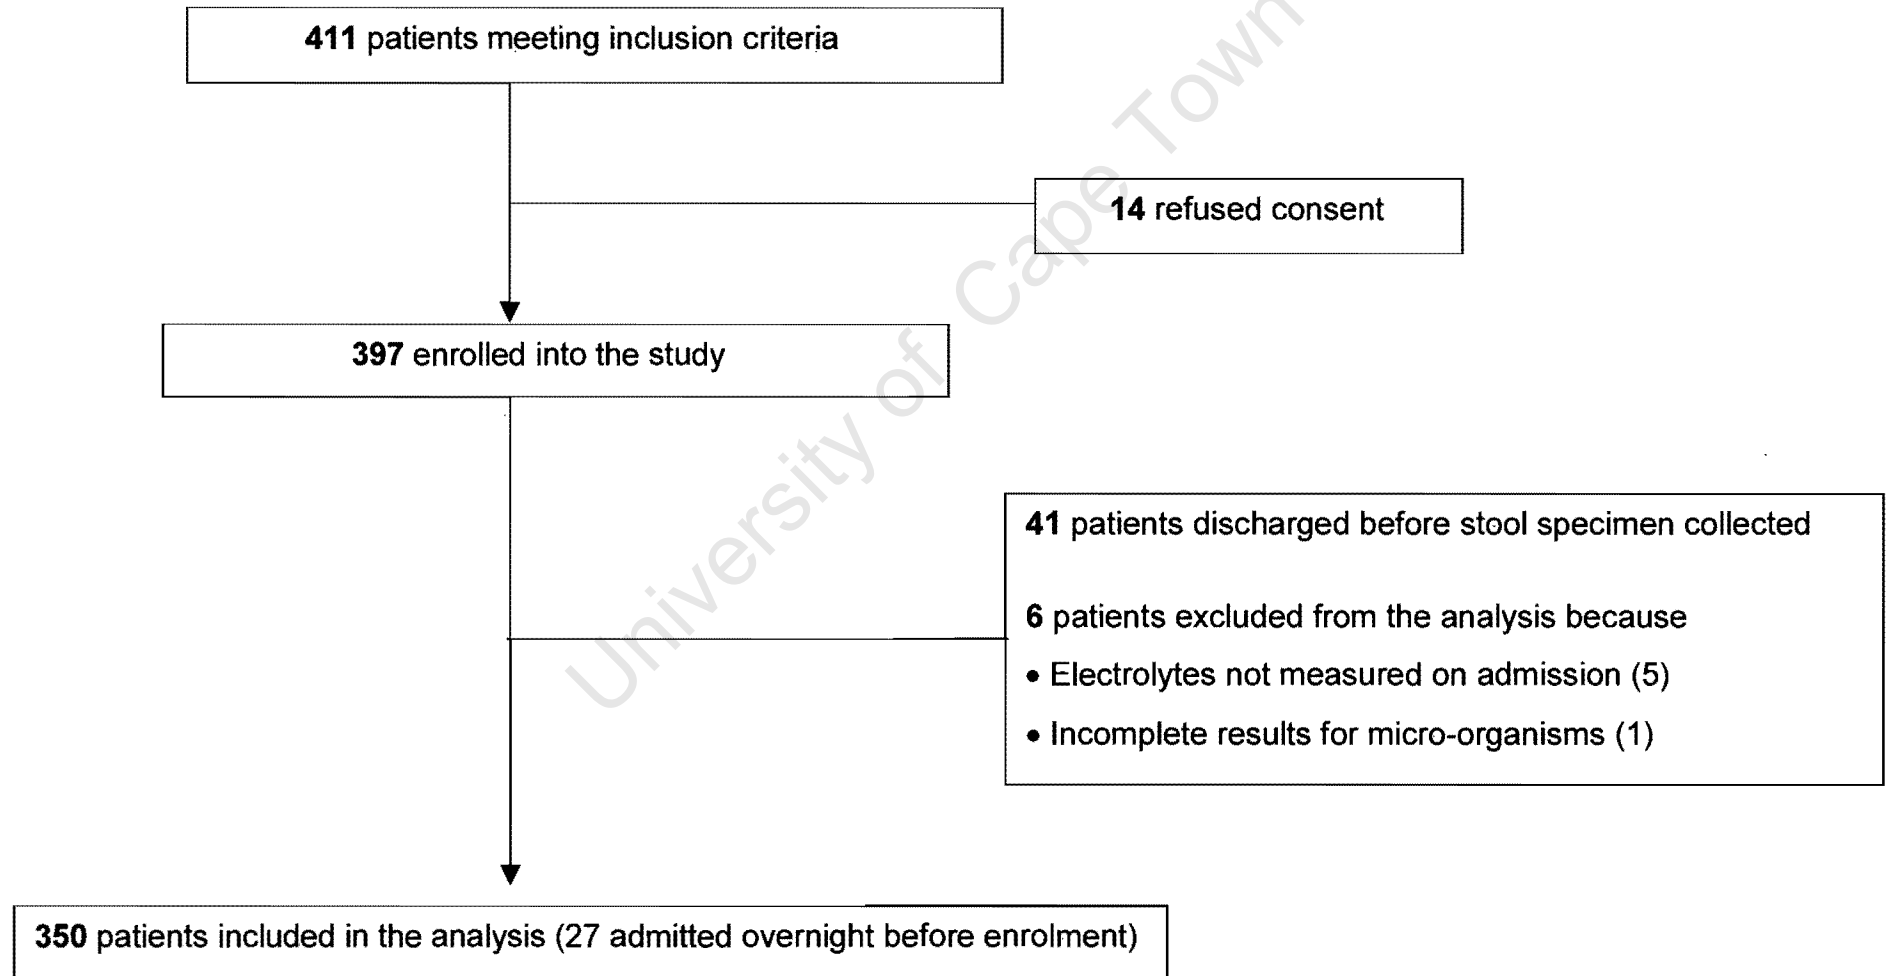 411 patients meeting inclusion criteria
14 refused consent
397 enrolled into the study
41 patients discharged before stool specimen collected
6 patients excluded from the analysis because
• Electrolytes not measured on admission (5)
• Incomplete results for micro-organisms (1)
350 patients included in the analysis (27 admitted overnight before enrolment)
University of Cape Town